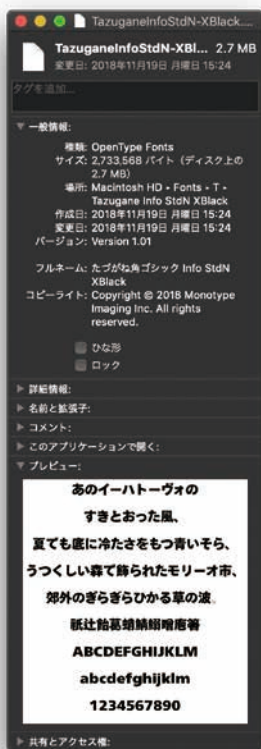 TazuganeInfoStdN-XBlack....
TazuganeInfoStdN-XBl... 2.7 MB
変更日: 2018年11月19日 月曜日 15:24
タグを追加...
一般情報:
種類: OpenType Fonts
サイズ: 2,733,568 バイト（ディスク上の
2.7 MB）
場所: Macintosh HD • Fonts • T •
Tazugane Info StdN XBlack
作成日: 2018年11月19日 月曜日 15:24
変更日: 2018年11月19日 月曜日 15:24
バージョン: Version 1.01
フルネーム: たづがね角ゴシック Info StdN
XBlack
コピーライト: Copyright © 2018 Monotype
Imaging Inc. All rights
reserved.
ひな形
ロック
詳細情報:
名前と拡張子:
コメント:
このアプリケーションで開く:
プレビュー:
あのイーハトーヴォの
すきとおった風、
夏でも底に冷たさをもつ青いそら、
うつくしい森で飾られたモリーオ市、
郊外のぎらぎらひかる草の波。
祇辻飴葛蛸鯖鰯噌庖箸
ABCDEFGHIJKLM
abcdefghijklm
1234567890
共有とアクセス権: